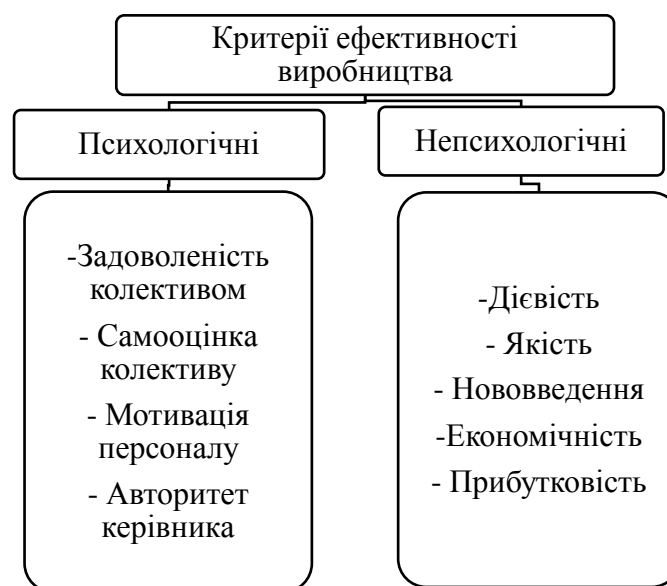 Критерії ефективності
виробництва
Психологічні
Непсихологічні
-Задоволеність
колективом
- Самооцінка
колективу
- Мотивація
персоналу
- Авторитет
керівника
-Дієвість
- Якість
- Нововведення
-Економічність
- Прибутковість